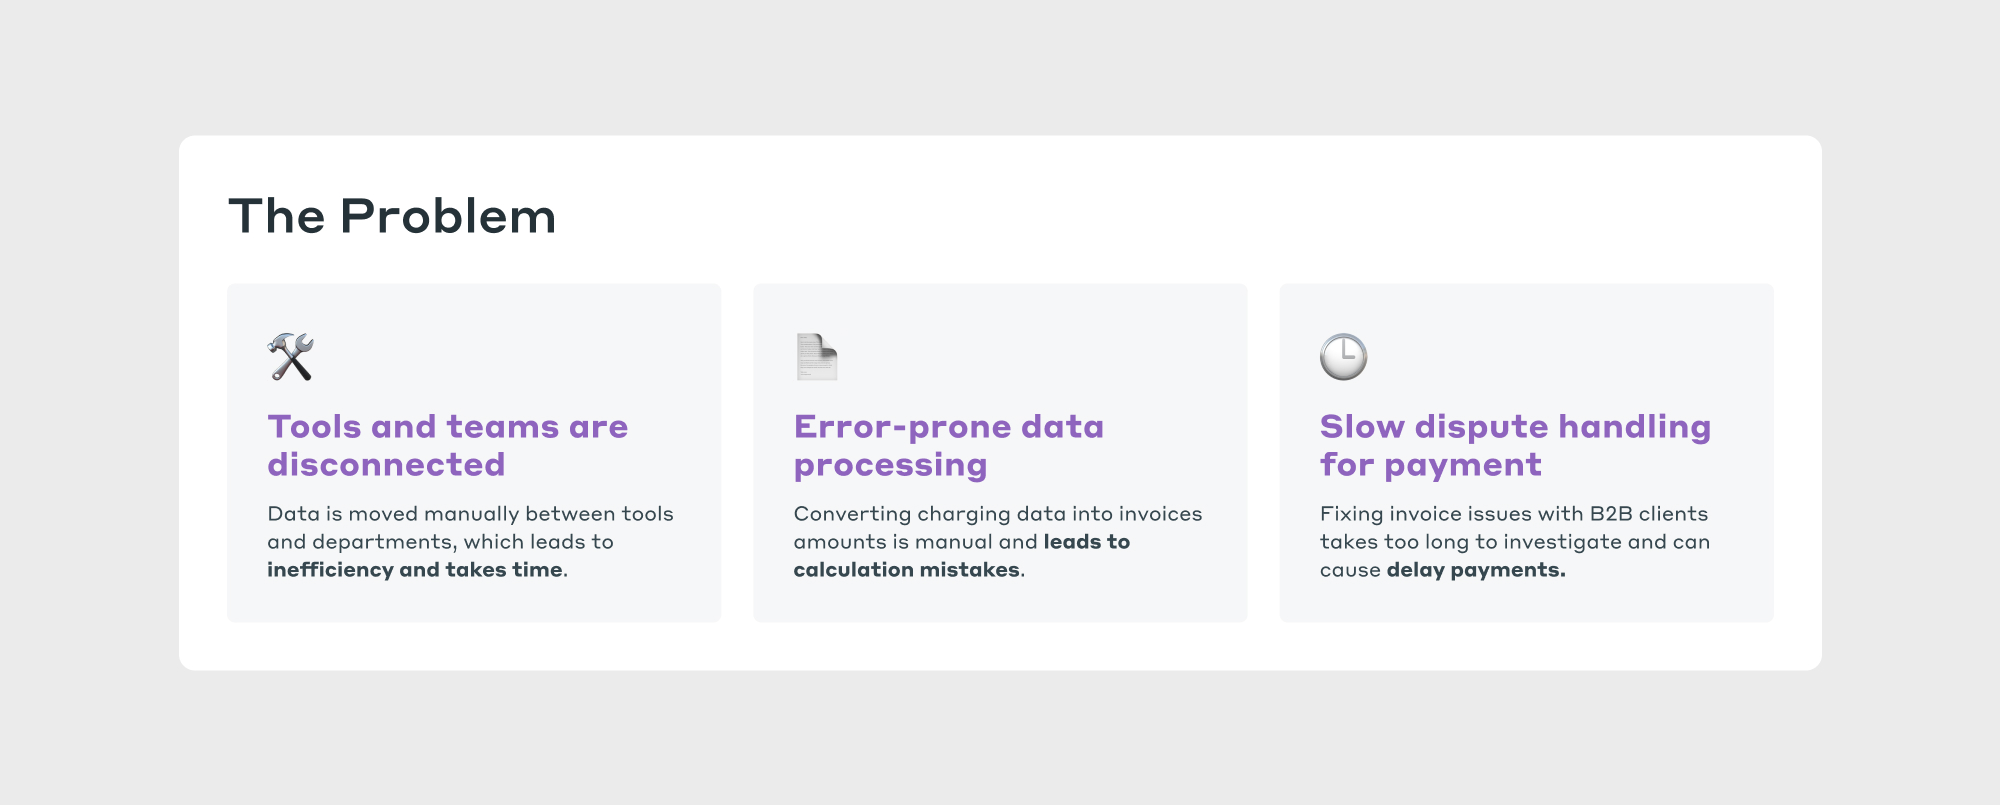 The Problem
Tools and teams are
disconnected
Data is moved manually between tools
and departments, which leads to
inefficiency and takes time.
Error-prone data
processing
Converting charging data into invoices
amounts is manual and leads to
calculation mistakes.
Slow dispute handling
for payment
Fixing invoice issues with B2B clients
takes too long to investigate and can
cause delay payments.